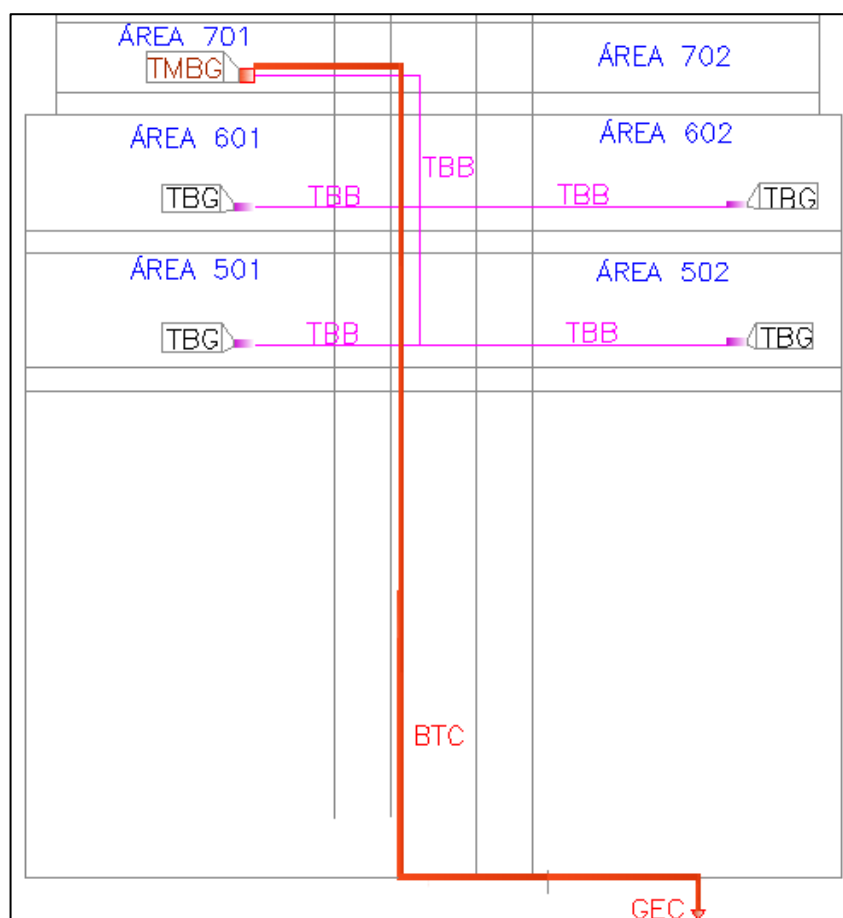 ÁREA 701
TMBG
ÁREA 702
ÁREA 601
ÁREA 602
TBB
TBG
TBB
TBB
TBG
ÁREA 501
ÁREA 502
TBG
TBB
TBB
TBG
BTC
GEC